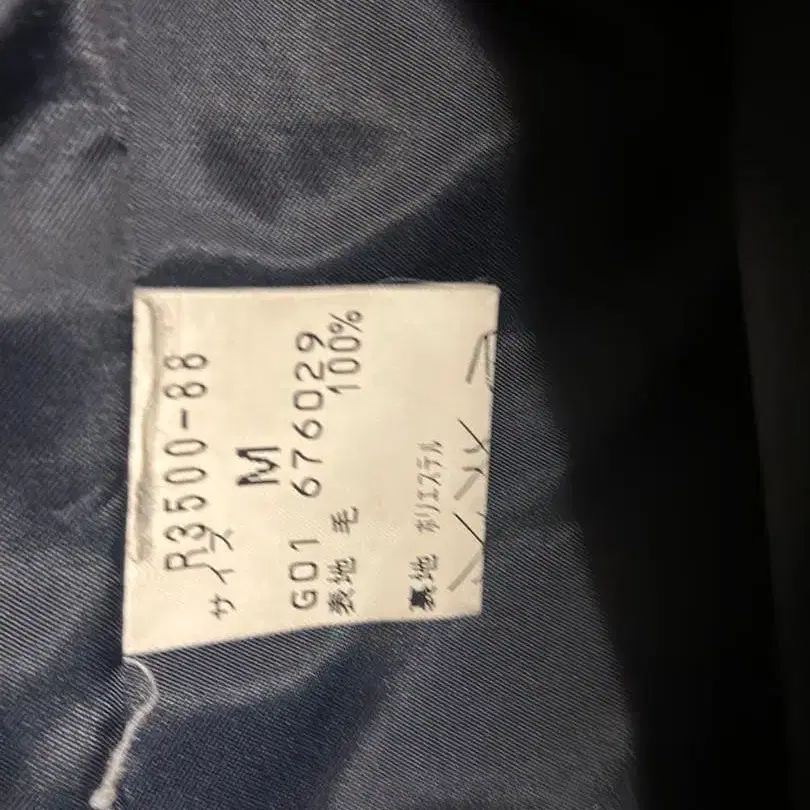 R3500-88
サイズ
M
G01 676029
表地 毛 100%
裏地 ポリエステル